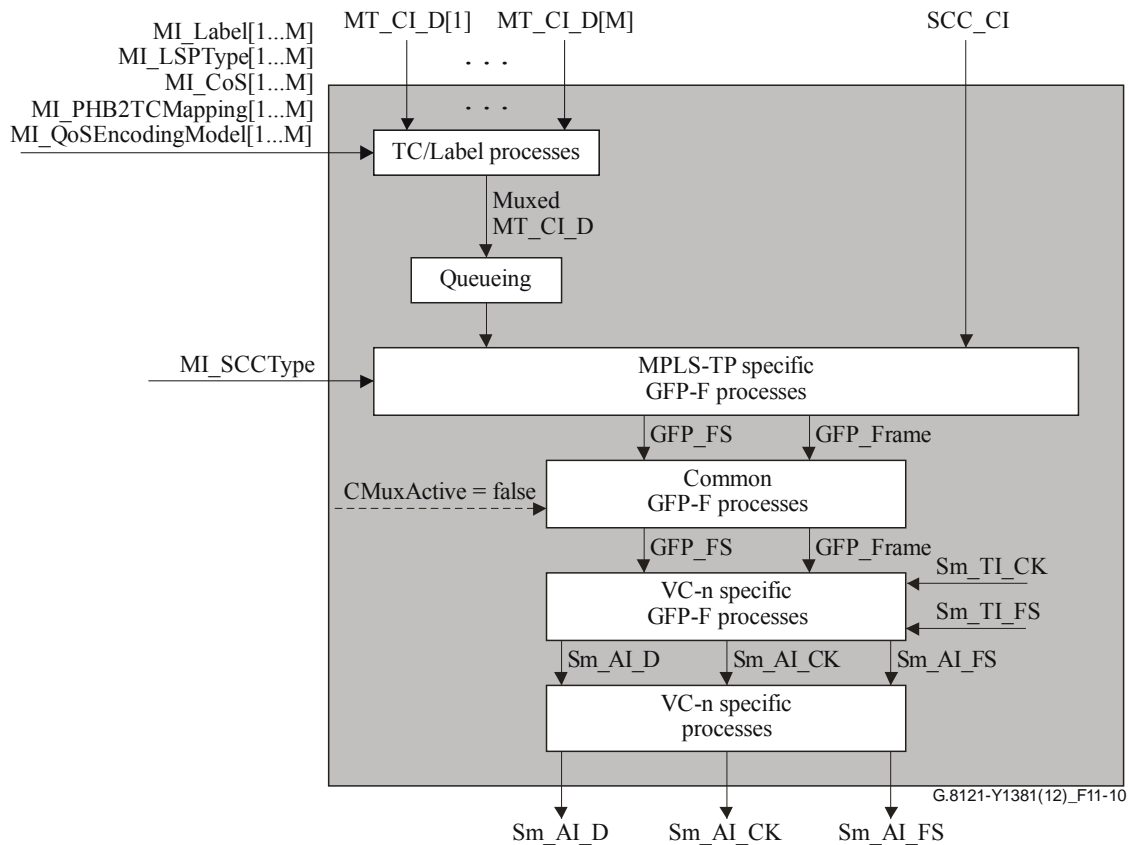 MI_Label[1...M]
MI_LSPType[1...M]
MI_CoS[1...M]
MI_PHB2TCMapping[1...M]
MI_QoSEncodingModel[1...M]
MT_CI_D[1]
MT_CI_D[M]
SCC_CI
. . .
. . .
TC/Label processes
Muxed
MT_CI_D
Queueing
MI_SCCType
MPLS-TP specific
GFP-F processes
GFP_FS
GFP_Frame
CMuxActive = false
Common
GFP-F processes
GFP_FS
GFP_Frame
Sm_TI_CK
VC-n specific
GFP-F processes
Sm_TI_FS
Sm_AI_D
Sm_AI_CK
Sm_AI_FS
VC-n specific
processes
G.8121-Y1381(12)_F11-10
Sm_AI_D
Sm_AI_CK
Sm_AI_FS